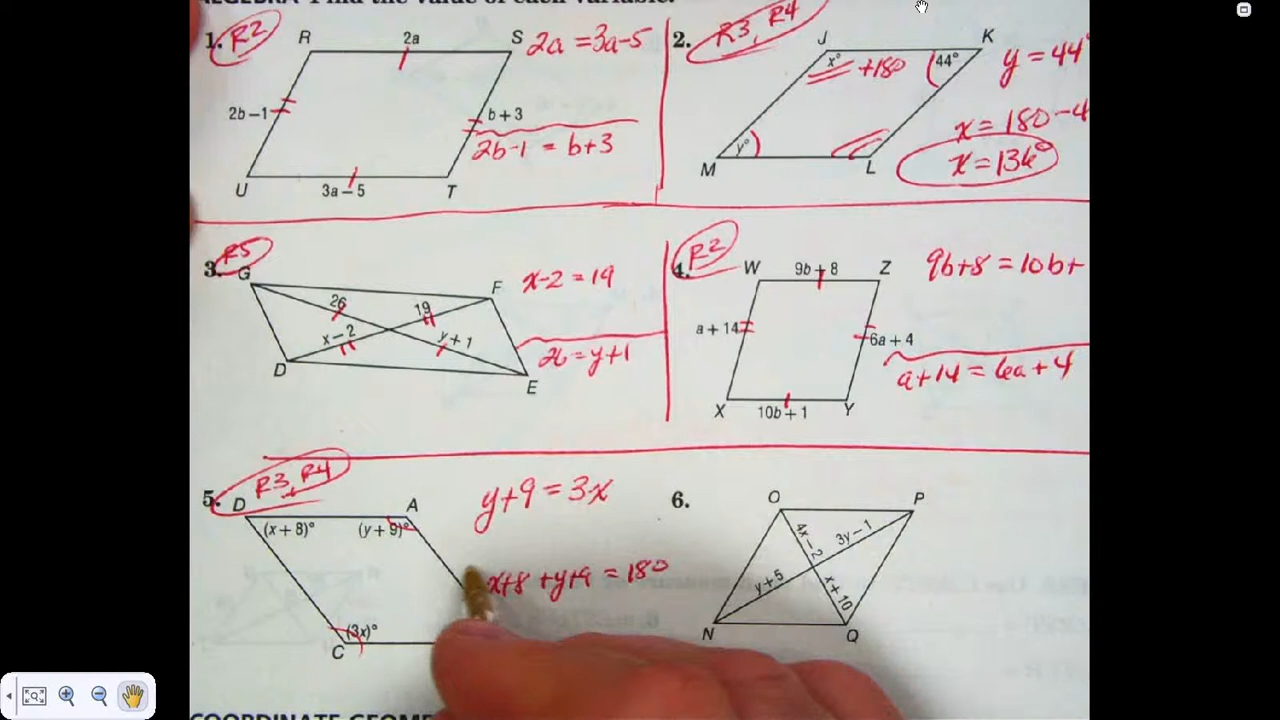 1. R2
R 2a S 2a = 3a-5
2b - 1 b + 3
2b-1 = b+3
U 3a - 5 T
2. R3, R4
J K y = 44°
x° +180 44°
x = 180-4
y° x = 136°
M L
3. R5
G F x-2 = 19
26 19
x - 2 y + 1
26 = y+1
D E
4. R2
W 9b + 8 Z 9b+8 = 10b+
a + 14 6a + 4
a+14 = 6a+4
X 10b + 1 Y
5. R3, R4
D A y+9 = 3x
(x + 8)° (y + 9)°
x+8 + y+9 = 180
(3x)°
C
6.
O P
4x - 2 3y - 1
y + 5 x + 10
N Q